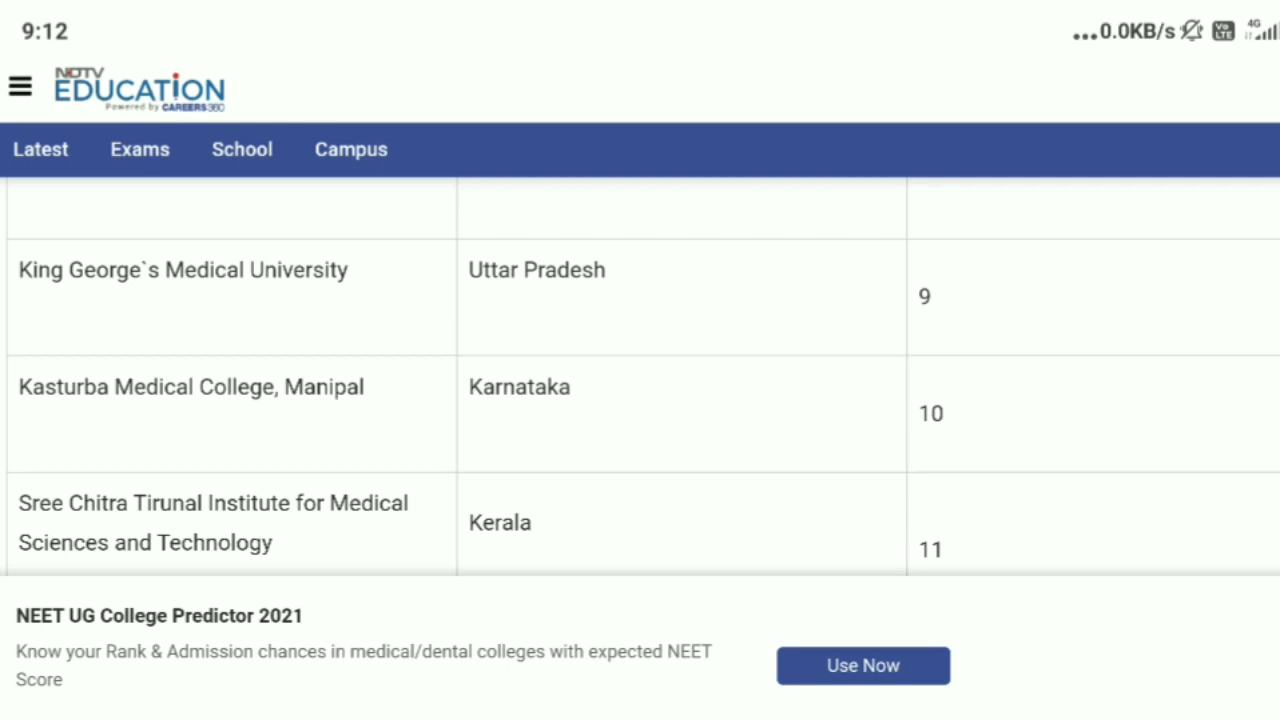 9:12
...0.0KB/s
Vo LTE
4G
NDTV
EDUCATION
Powered by CAREERS360
Latest Exams School Campus
King George`s Medical University Uttar Pradesh 9
Kasturba Medical College, Manipal Karnataka 10
Sree Chitra Tirunal Institute for Medical
Sciences and Technology Kerala 11
NEET UG College Predictor 2021
Know your Rank & Admission chances in medical/dental colleges with expected NEET
Score
Use Now